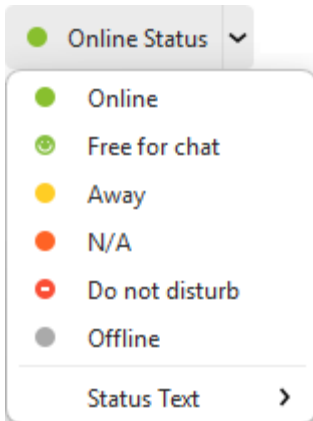 Online Status
Online
Free for chat
Away
N/A
Do not disturb
Offline
Status Text